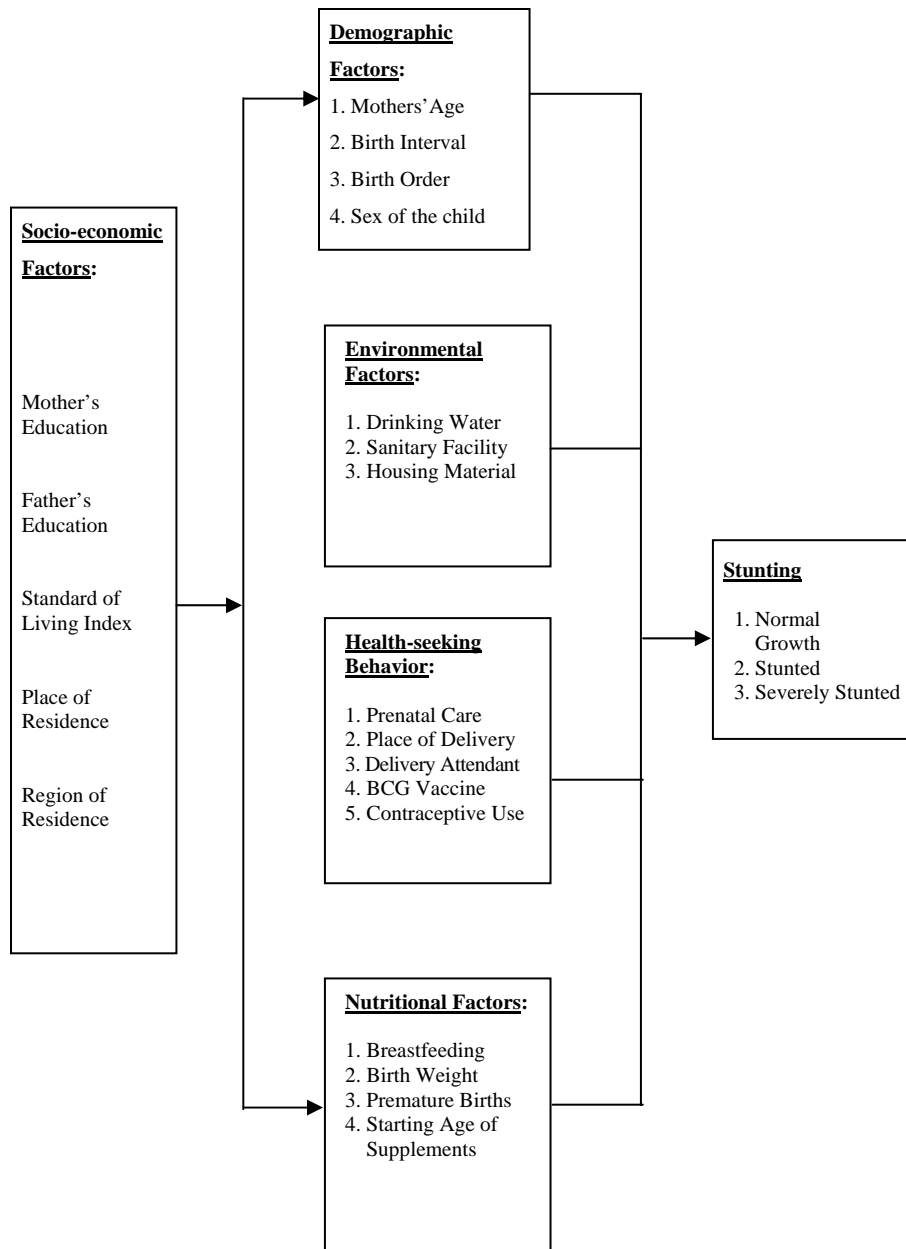 Socio-economic
Factors:
Mother’s
Education
Father’s
Education
Standard of
Living Index
Place of
Residence
Region of
Residence
Demographic
Factors:
1. Mothers’Age
2. Birth Interval
3. Birth Order
4. Sex of the child
Environmental
Factors:
1. Drinking Water
2. Sanitary Facility
3. Housing Material
Health-seeking
Behavior:
1. Prenatal Care
2. Place of Delivery
3. Delivery Attendant
4. BCG Vaccine
5. Contraceptive Use
Nutritional Factors:
1. Breastfeeding
2. Birth Weight
3. Premature Births
4. Starting Age of
Supplements
Stunting
1. Normal
Growth
2. Stunted
3. Severely Stunted